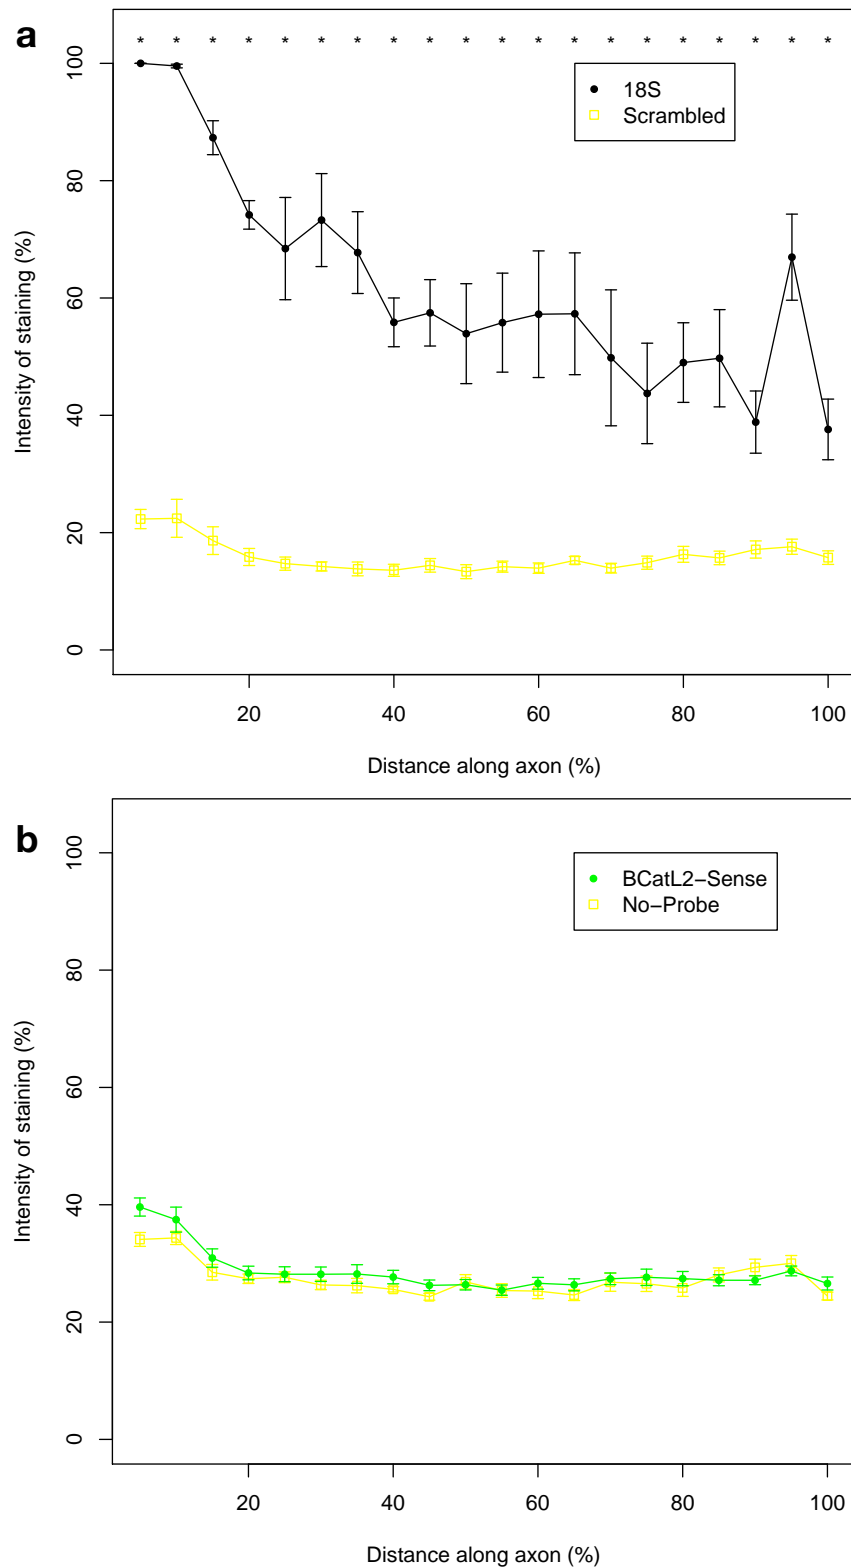 a
* * * * * * * * * * * * * * * * * * * *
100
80
60
40
20
0
Intensity of staining (%)
18S
Scrambled
20 40 60 80 100
Distance along axon (%)
b
100
80
60
40
20
0
Intensity of staining (%)
BCatL2−Sense
No−Probe
20 40 60 80 100
Distance along axon (%)